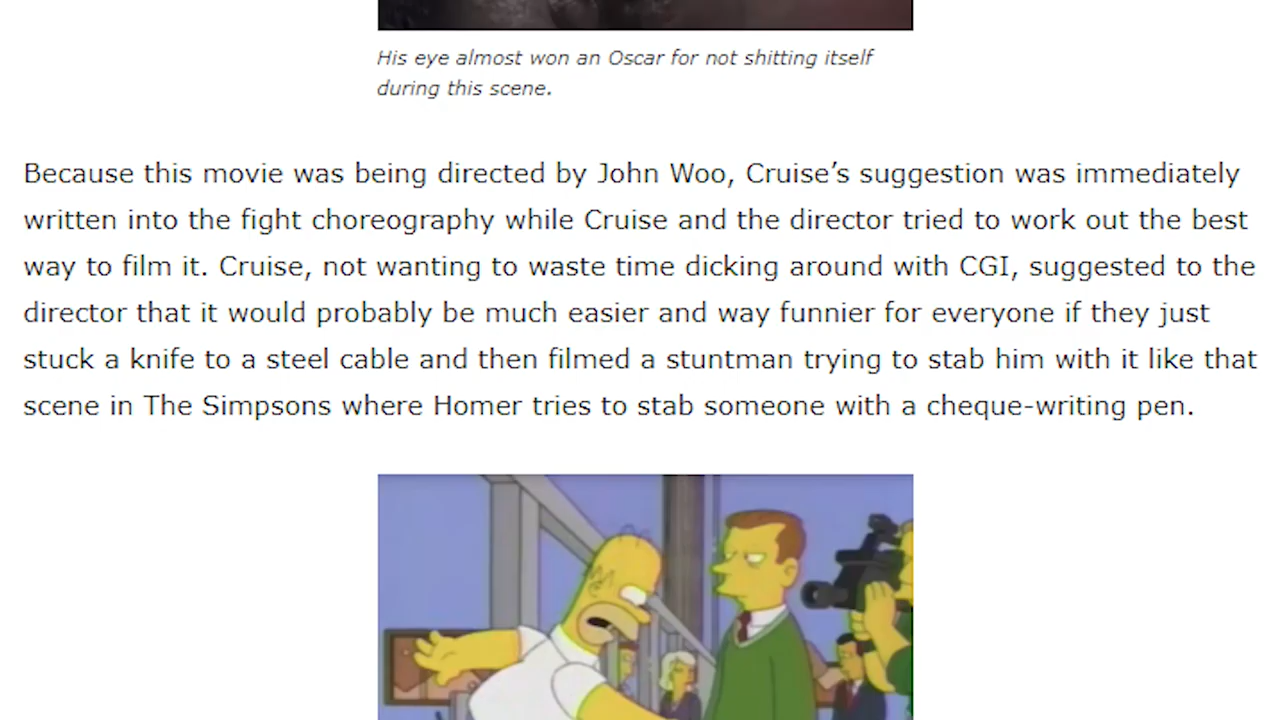 His eye almost won an Oscar for not shitting itself
during this scene.
Because this movie was being directed by John Woo, Cruise’s suggestion was immediately
written into the fight choreography while Cruise and the director tried to work out the best
way to film it. Cruise, not wanting to waste time dicking around with CGI, suggested to the
director that it would probably be much easier and way funnier for everyone if they just
stuck a knife to a steel cable and then filmed a stuntman trying to stab him with it like that
scene in The Simpsons where Homer tries to stab someone with a cheque-writing pen.